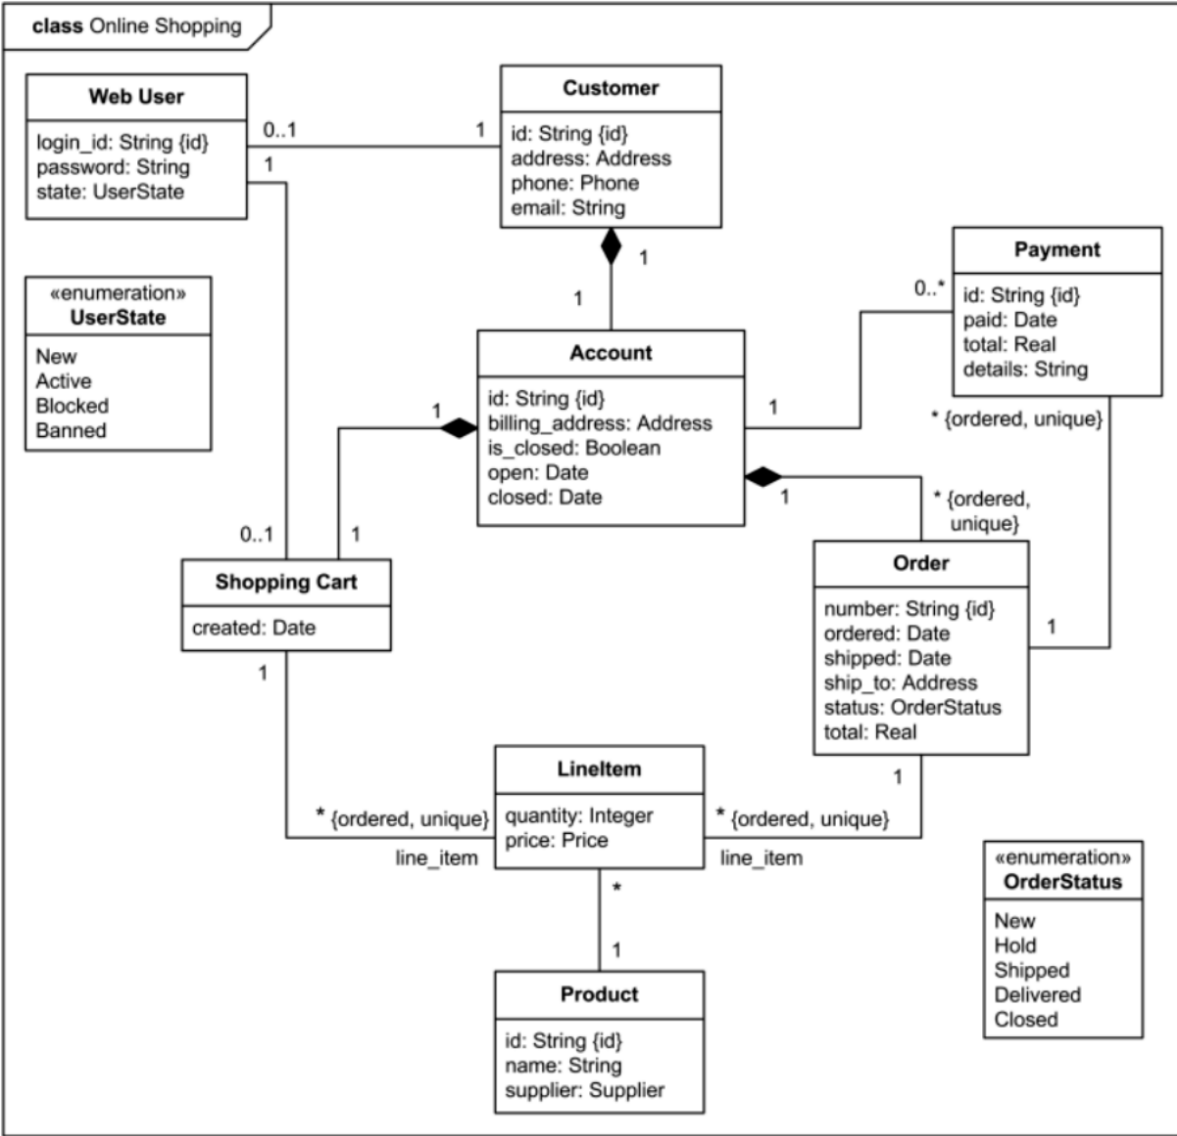 class Online Shopping
Web User
login_id: String {id}
password: String
state: UserState
0..1
1
1
Customer
id: String {id}
address: Address
phone: Phone
email: String
1
1
«enumeration»
UserState
New
Active
Blocked
Banned
Payment
id: String {id}
paid: Date
total: Real
details: String
0..*
* {ordered, unique}
Account
id: String {id}
billing_address: Address
is_closed: Boolean
open: Date
closed: Date
1
1
1
* {ordered,
unique}
0..1
1
Shopping Cart
created: Date
1
Order
number: String {id}
ordered: Date
shipped: Date
ship_to: Address
status: OrderStatus
total: Real
1
1
LineItem
quantity: Integer
price: Price
* {ordered, unique}
line_item
* {ordered, unique}
line_item
*
1
Product
id: String {id}
name: String
supplier: Supplier
«enumeration»
OrderStatus
New
Hold
Shipped
Delivered
Closed